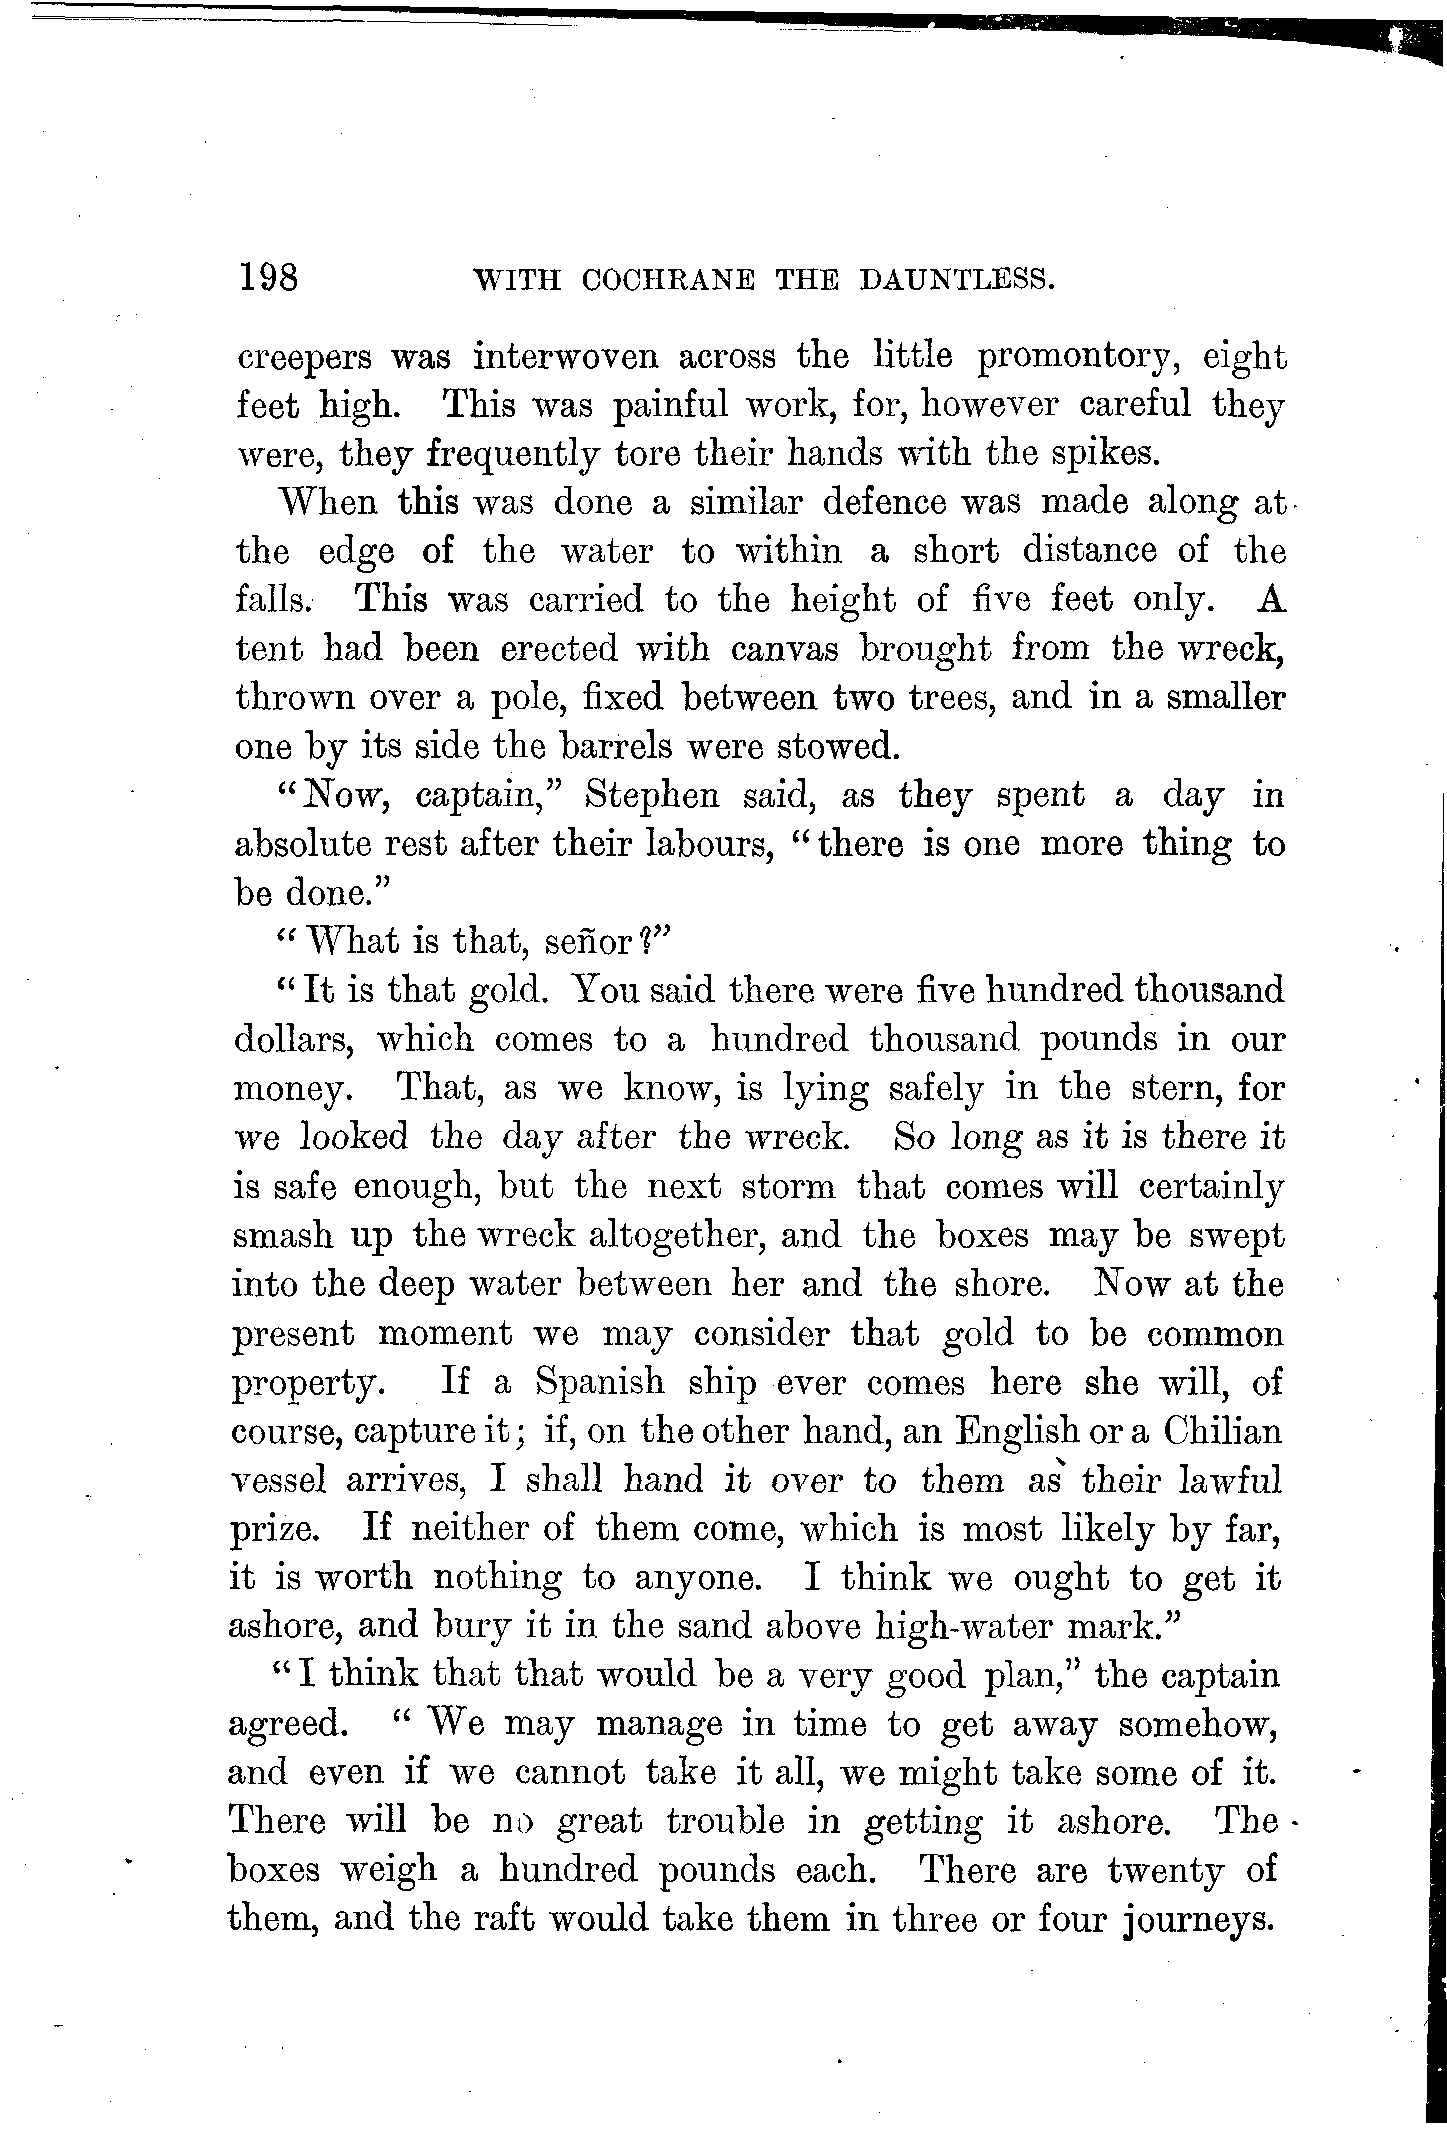 198 WITH COCHRANE THE DAUNTLESS.
creepers was interwoven across the little promontory, eight
feet high. This was painful work, for, however careful they
were, they frequently tore their hands with the spikes.
When this was done a similar defence was made along at
the edge of the water to within a short distance of the
falls. This was carried to the height of five feet only. A
tent had been erected with canvas brought from the wreck,
thrown over a pole, fixed between two trees, and in a smaller
one by its side the barrels were stowed.
“Now, captain,” Stephen said, as they spent a day in
absolute rest after their labours, “there is one more thing to
be done.”
“What is that, señor?”
“It is that gold. You said there were five hundred thousand
dollars, which comes to a hundred thousand pounds in our
money. That, as we know, is lying safely in the stern, for
we looked the day after the wreck. So long as it is there it
is safe enough, but the next storm that comes will certainly
smash up the wreck altogether, and the boxes may be swept
into the deep water between her and the shore. Now at the
present moment we may consider that gold to be common
property. If a Spanish ship ever comes here she will, of
course, capture it; if, on the other hand, an English or a Chilian
vessel arrives, I shall hand it over to them as their lawful
prize. If neither of them come, which is most likely by far,
it is worth nothing to anyone. I think we ought to get it
ashore, and bury it in the sand above high-water mark.”
“I think that that would be a very good plan,” the captain
agreed. “We may manage in time to get away somehow,
and even if we cannot take it all, we might take some of it.
There will be no great trouble in getting it ashore. The
boxes weigh a hundred pounds each. There are twenty of
them, and the raft would take them in three or four journeys.